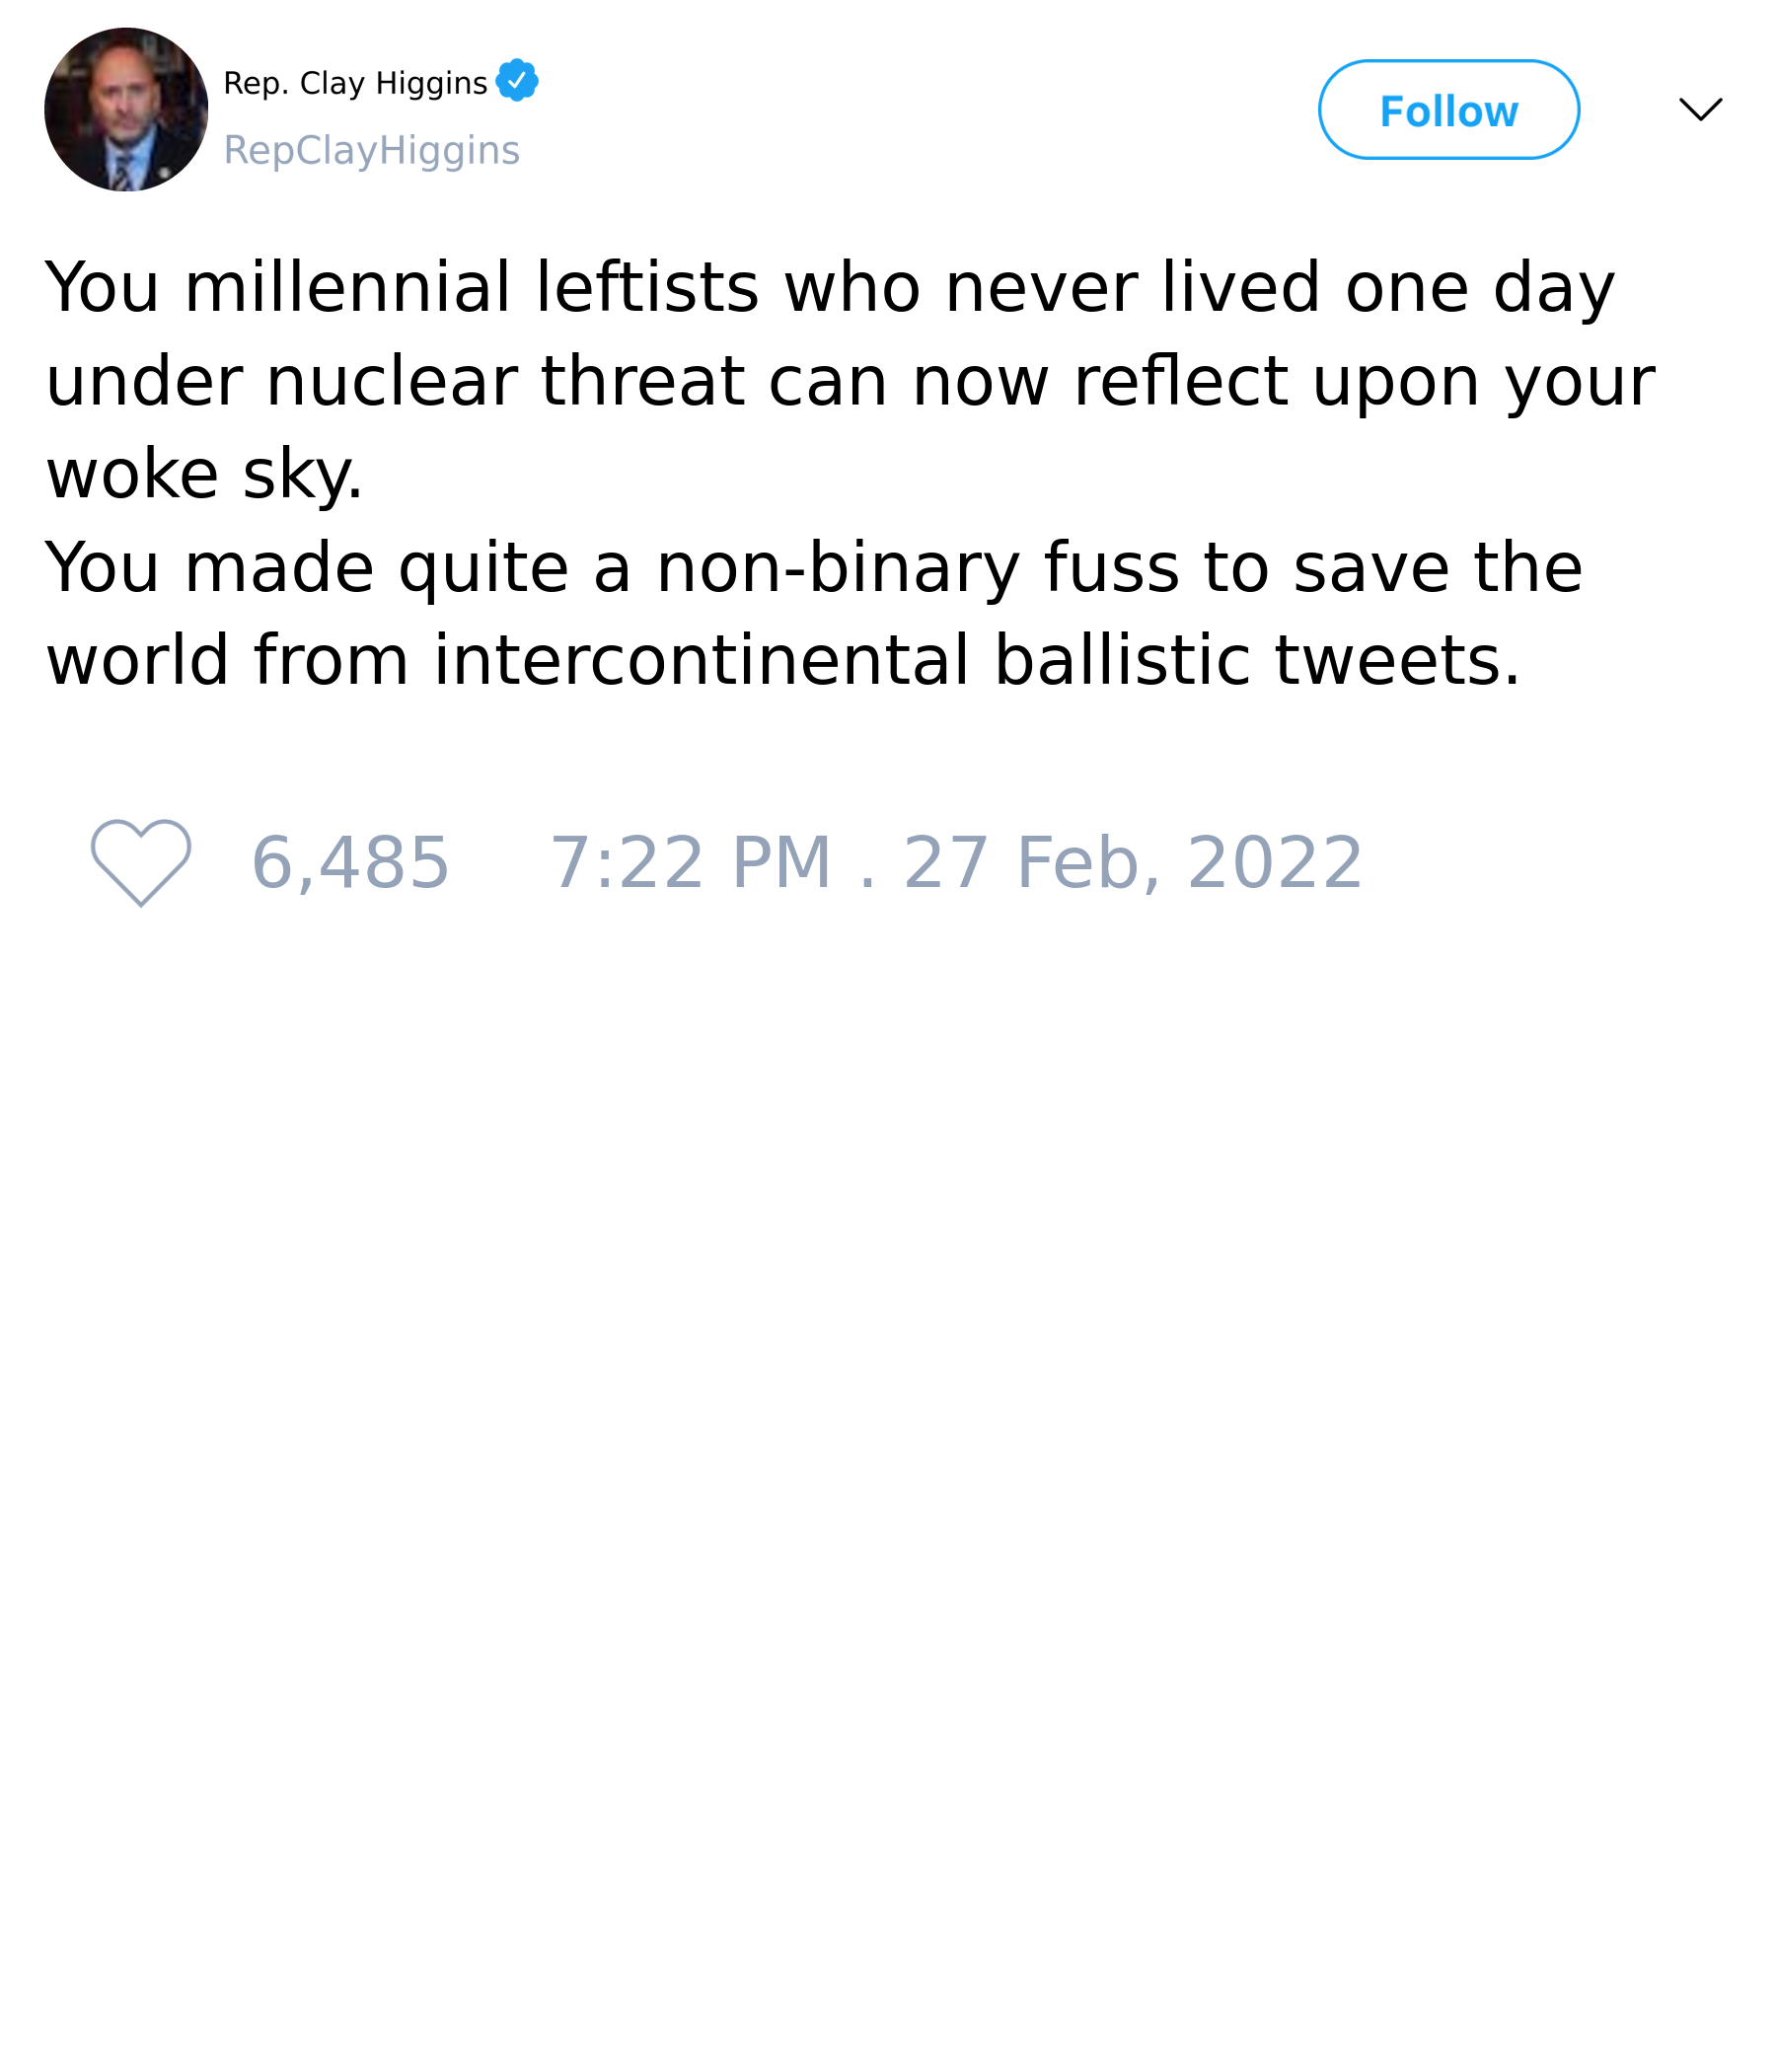 Rep. Clay Higgins
RepClayHiggins
Follow
You millennial leftists who never lived one day
under nuclear threat can now reflect upon your
woke sky.
You made quite a non-binary fuss to save the
world from intercontinental ballistic tweets.
6,485 7:22 PM . 27 Feb, 2022